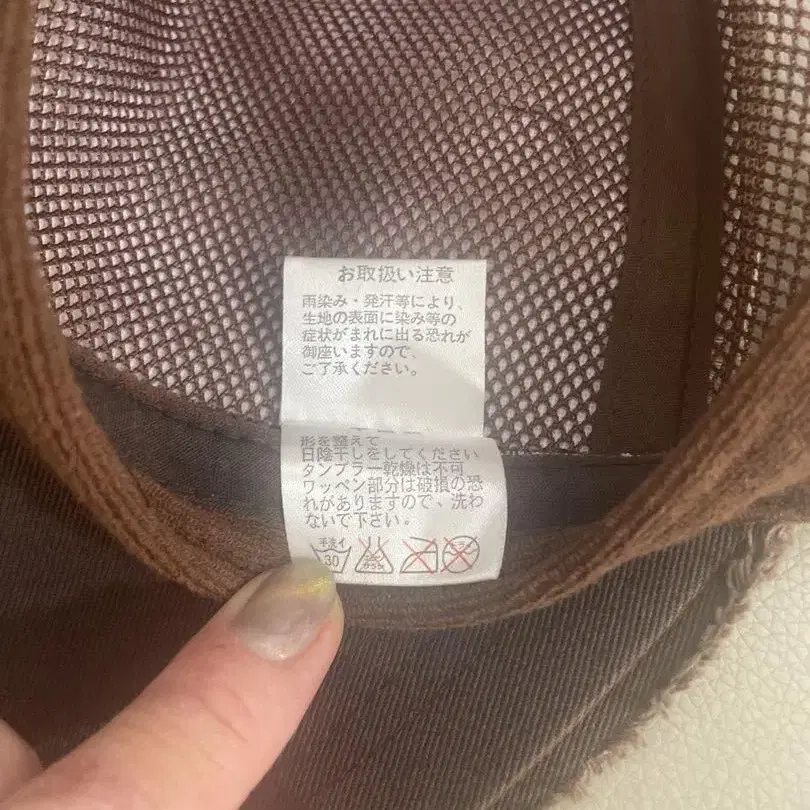 お取扱い注意
雨染み・発汗等により、
生地の表面に染み等の
症状がまれに出る恐れが
御座いますので、
ご了承ください。
形を整えて
日陰干しをしてください
タンブラー乾燥は不可
ワッペン部分は破損の恐
れがありますので、洗わ
ないで下さい。
手洗イ
30